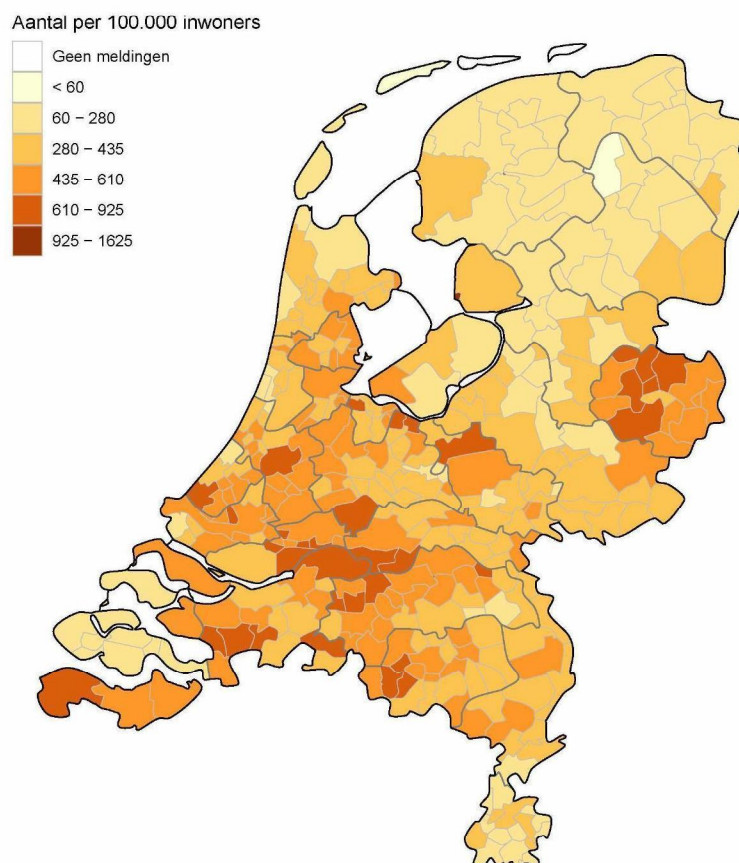 Aantal per 100.000 inwoners
Geen meldingen
< 60
60 − 280
280 − 435
435 − 610
610 − 925
925 − 1625